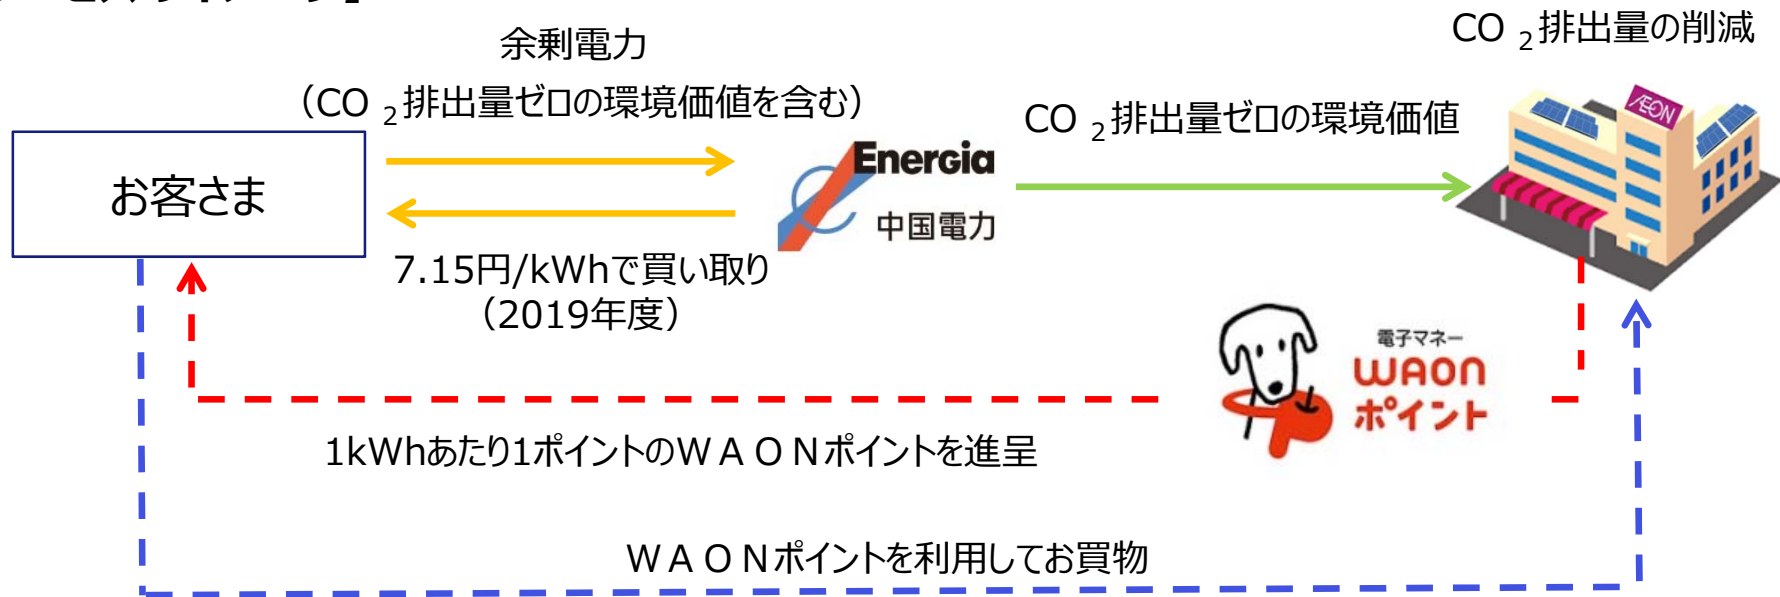 余剰電力
（CO 2排出量ゼロの環境価値を含む）
CO 2排出量の削減
CO 2排出量ゼロの環境価値
ÆON
お客さま
Energia
中国電力
7.15円/kWhで買い取り
（2019年度）
電子マネー
WAON
ポイント
1kWhあたり1ポイントのＷＡＯＮポイントを進呈
ＷＡＯＮポイントを利用してお買物